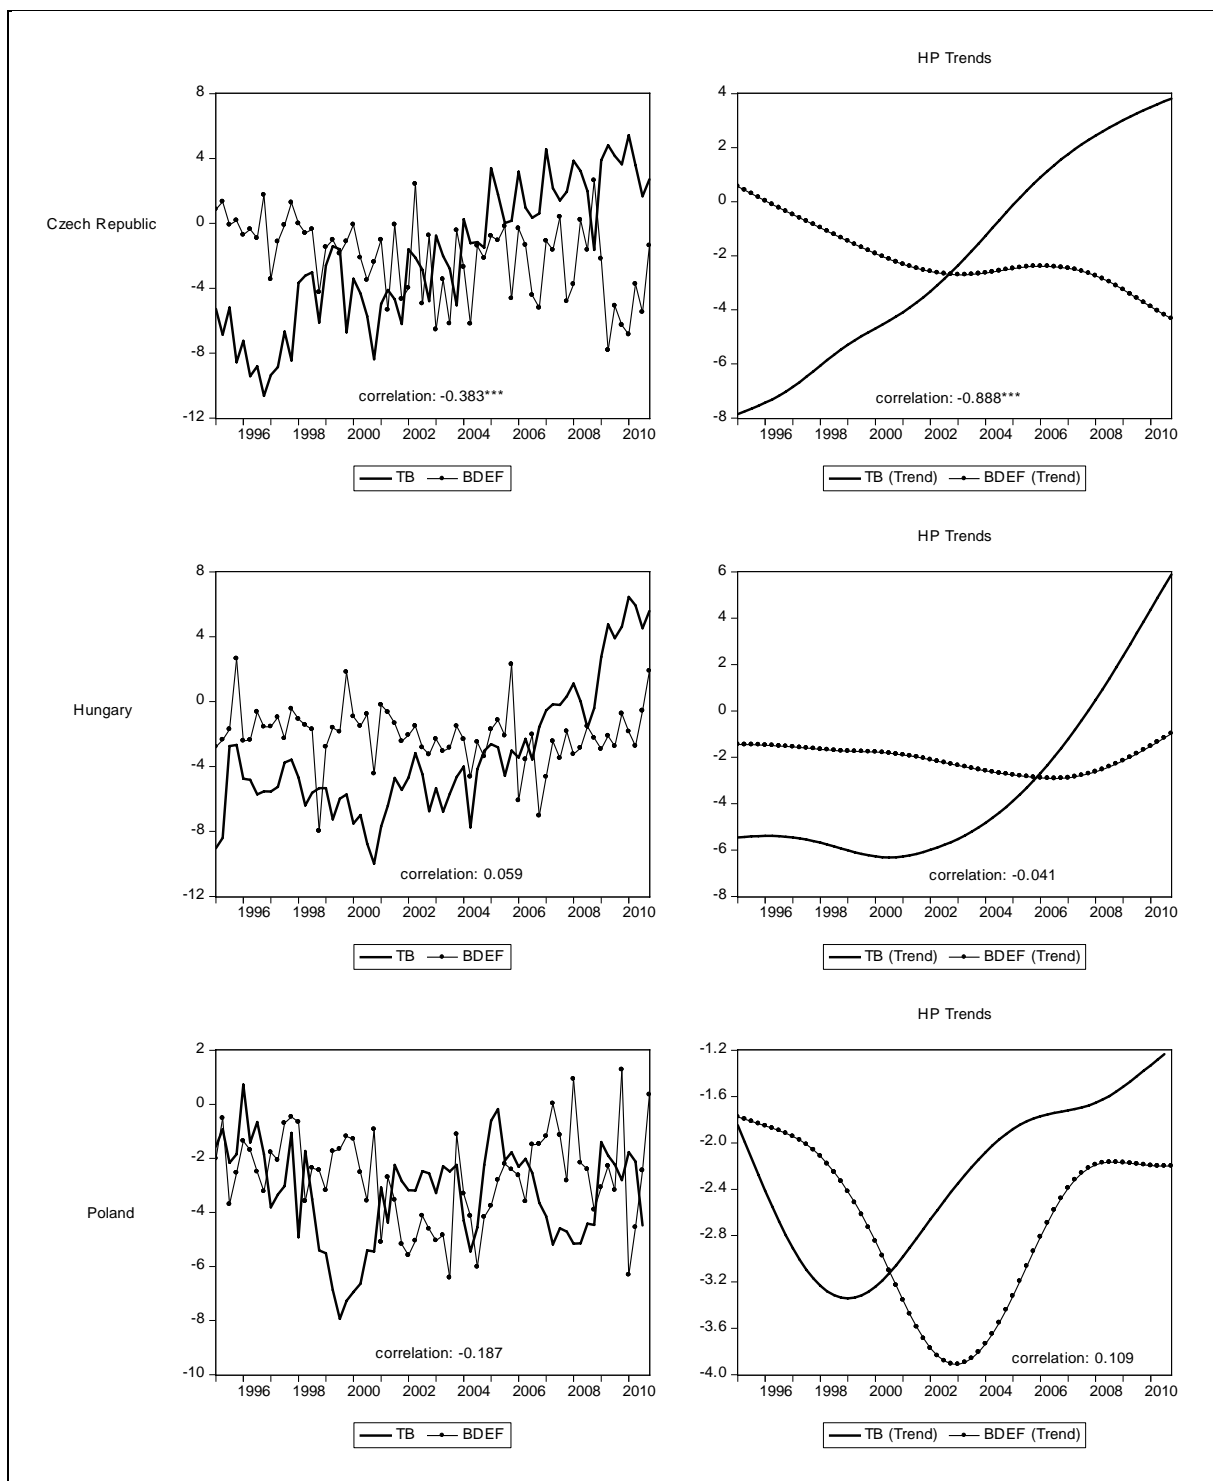 HP Trends
Czech Republic
8
4
0
-4
-8
-12
correlation: -0.383***
1996 1998 2000 2002 2004 2006 2008 2010
TB BDEF
4
2
0
-2
-4
-6
-8
correlation: -0.888***
1996 1998 2000 2002 2004 2006 2008 2010
TB (Trend) BDEF (Trend)
HP Trends
Hungary
8
4
0
-4
-8
-12
correlation: 0.059
1996 1998 2000 2002 2004 2006 2008 2010
TB BDEF
6
4
2
0
-2
-4
-6
-8
correlation: -0.041
1996 1998 2000 2002 2004 2006 2008 2010
TB (Trend) BDEF (Trend)
HP Trends
Poland
2
0
-2
-4
-6
-8
-10
correlation: -0.187
1996 1998 2000 2002 2004 2006 2008 2010
TB BDEF
-1.2
-1.6
-2.0
-2.4
-2.8
-3.2
-3.6
-4.0
correlation: 0.109
1996 1998 2000 2002 2004 2006 2008 2010
TB (Trend) BDEF (Trend)